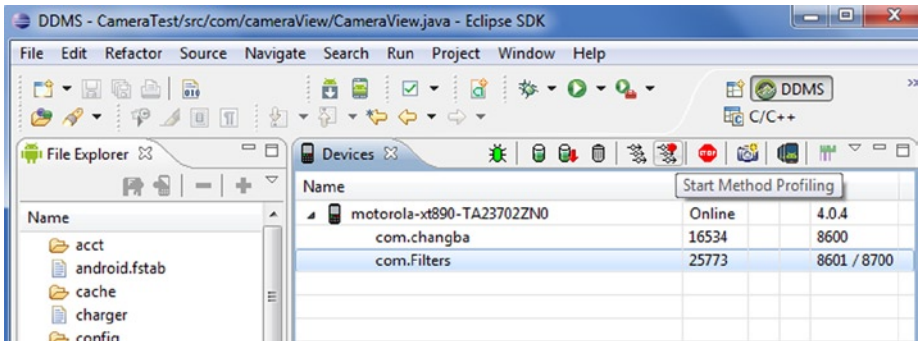 DDMS - CameraTest/src/com/cameraView/CameraView.java - Eclipse SDK
File Edit Refactor Source Navigate Search Run Project Window Help
DDMS
C/C++
File Explorer
Devices
Name
Start Method Profiling
Name
motorola-xt890-TA23702ZN0 Online 4.0.4
acct
com.changba 16534 8600
android.fstab
com.Filters 25773 8601 / 8700
cache
charger
config